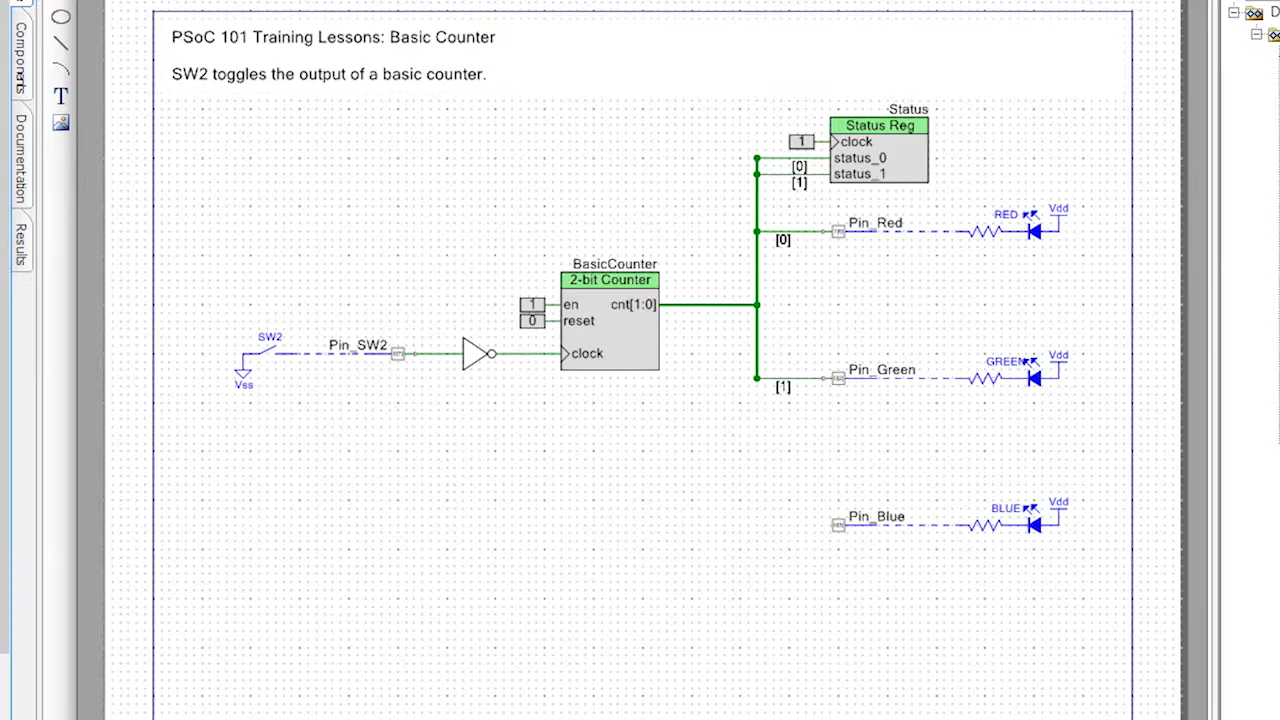 Components
Documentation
Results
T
PSoC 101 Training Lessons: Basic Counter
SW2 toggles the output of a basic counter.
Status
Status Reg
1
clock
status_0
[0]
status_1
[1]
Pin_Red
RED
Vdd
[0]
BasicCounter
2-bit Counter
1
en
cnt[1:0]
0
reset
clock
SW2
Pin_SW2
Vss
Pin_Green
GREEN
Vdd
[1]
Pin_Blue
BLUE
Vdd
D